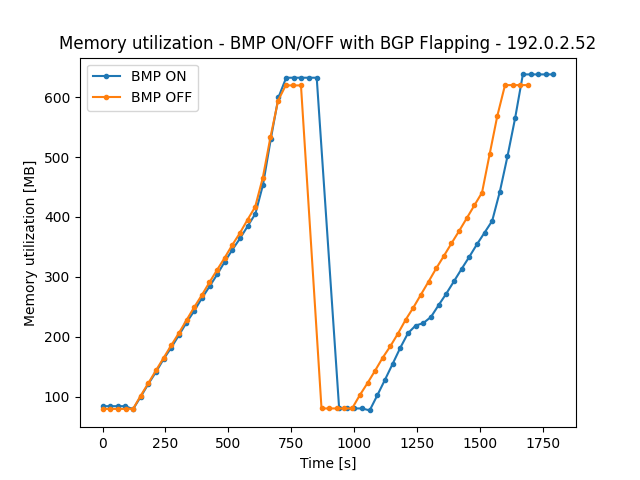 Memory utilization - BMP ON/OFF with BGP Flapping - 192.0.2.52
BMP ON
BMP OFF
Memory utilization [MB]
600
500
400
300
200
100
0 250 500 750 1000 1250 1500 1750
Time [s]